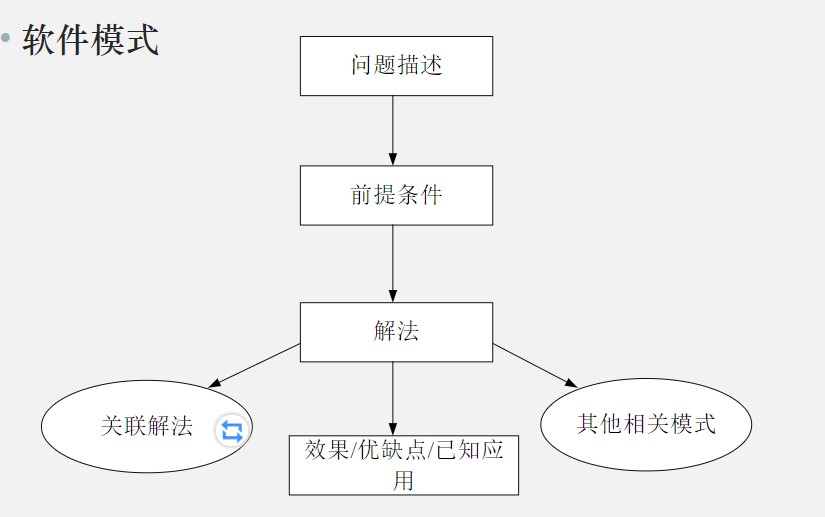 软件模式
问题描述
前提条件
解法
关联解法
其他相关模式
效果/优缺点/已知应
用